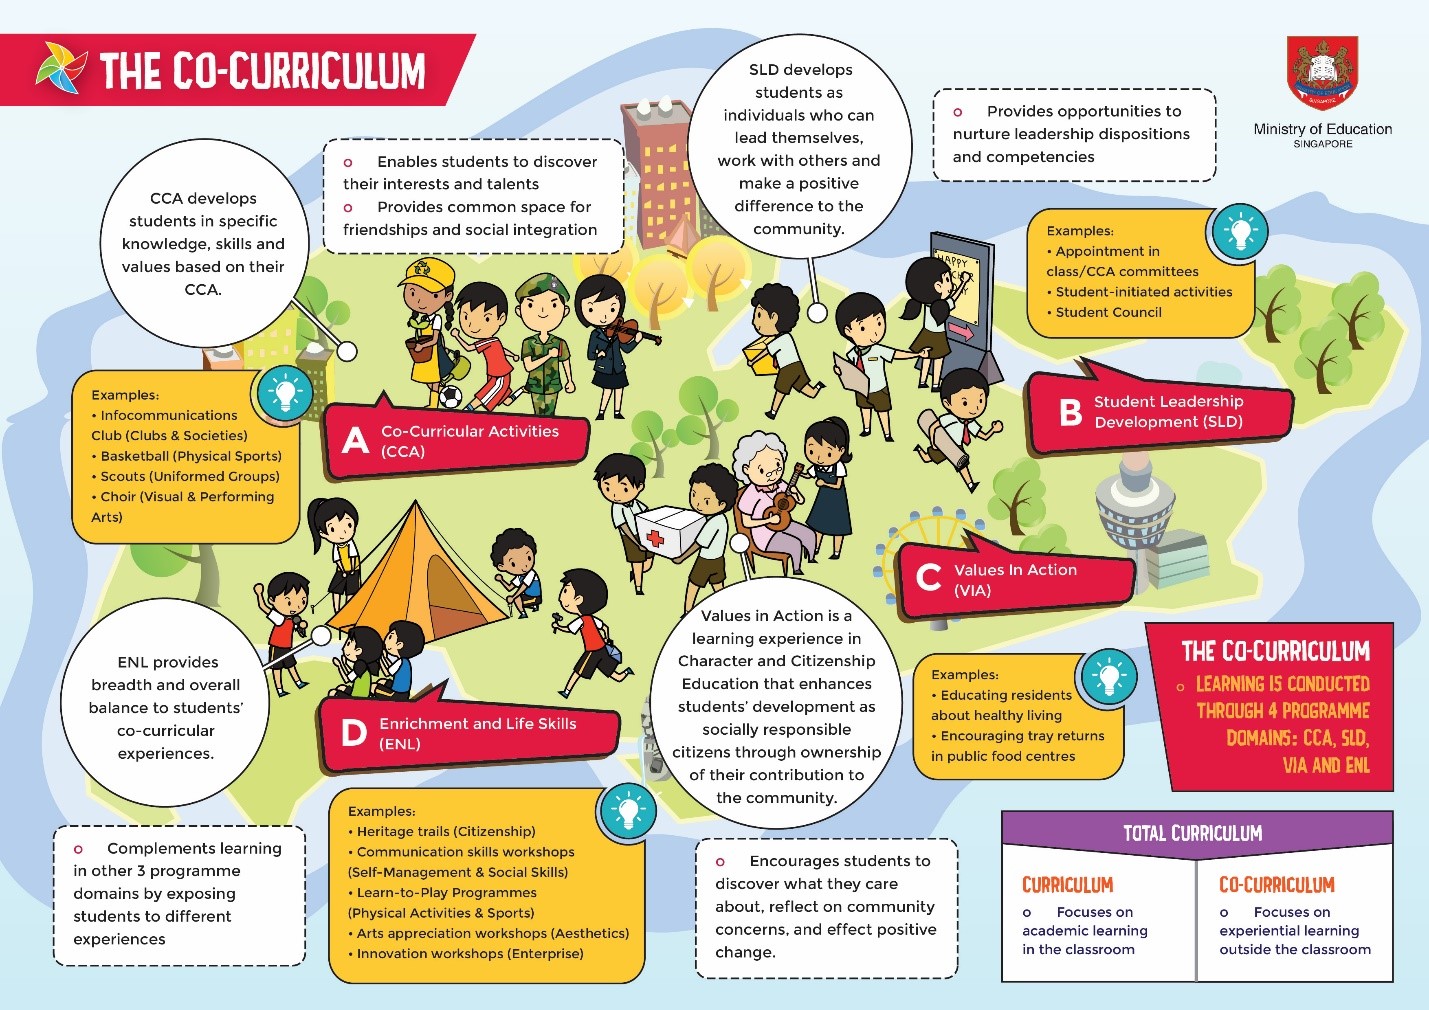 THE CO-CURRICULUM
Ministry of Education
SINGAPORE
CCA develops
students in specific
knowledge, skills and
values based on their
CCA.
o Enables students to discover
their interests and talents
o Provides common space for
friendships and social integration
Examples:
• Infocommunications
Club (Clubs & Societies)
• Basketball (Physical Sports)
• Scouts (Uniformed Groups)
• Choir (Visual & Performing
Arts)
A Co-Curricular Activities
(CCA)
SLD develops
students as
individuals who can
lead themselves,
work with others and
make a positive
difference to the
community.
o Provides opportunities to
nurture leadership dispositions
and competencies
Examples:
• Appointment in
class/CCA committees
• Student-initiated activities
• Student Council
HAPPY
B Student Leadership
Development (SLD)
C Values In Action
(VIA)
Values in Action is a
learning experience in
Character and Citizenship
Education that enhances
students' development as
socially responsible
citizens through ownership
of their contribution to
the community.
Examples:
• Educating residents
about healthy living
• Encouraging tray returns
in public food centres
o Encourages students to
discover what they care
about, reflect on community
concerns, and effect positive
change.
ENL provides
breadth and overall
balance to students'
co-curricular
experiences.
D Enrichment and Life Skills
(ENL)
o Complements learning
in other 3 programme
domains by exposing
students to different
experiences
Examples:
• Heritage trails (Citizenship)
• Communication skills workshops
(Self-Management & Social Skills)
• Learn-to-Play Programmes
(Physical Activities & Sports)
• Arts appreciation workshops (Aesthetics)
• Innovation workshops (Enterprise)
THE CO-CURRICULUM
o LEARNING IS CONDUCTED
THROUGH 4 PROGRAMME
DOMAINS: CCA, SLD,
VIA AND ENL
TOTAL CURRICULUM
CURRICULUM
o Focuses on
academic learning
in the classroom
CO-CURRICULUM
o Focuses on
experiential learning
outside the classroom